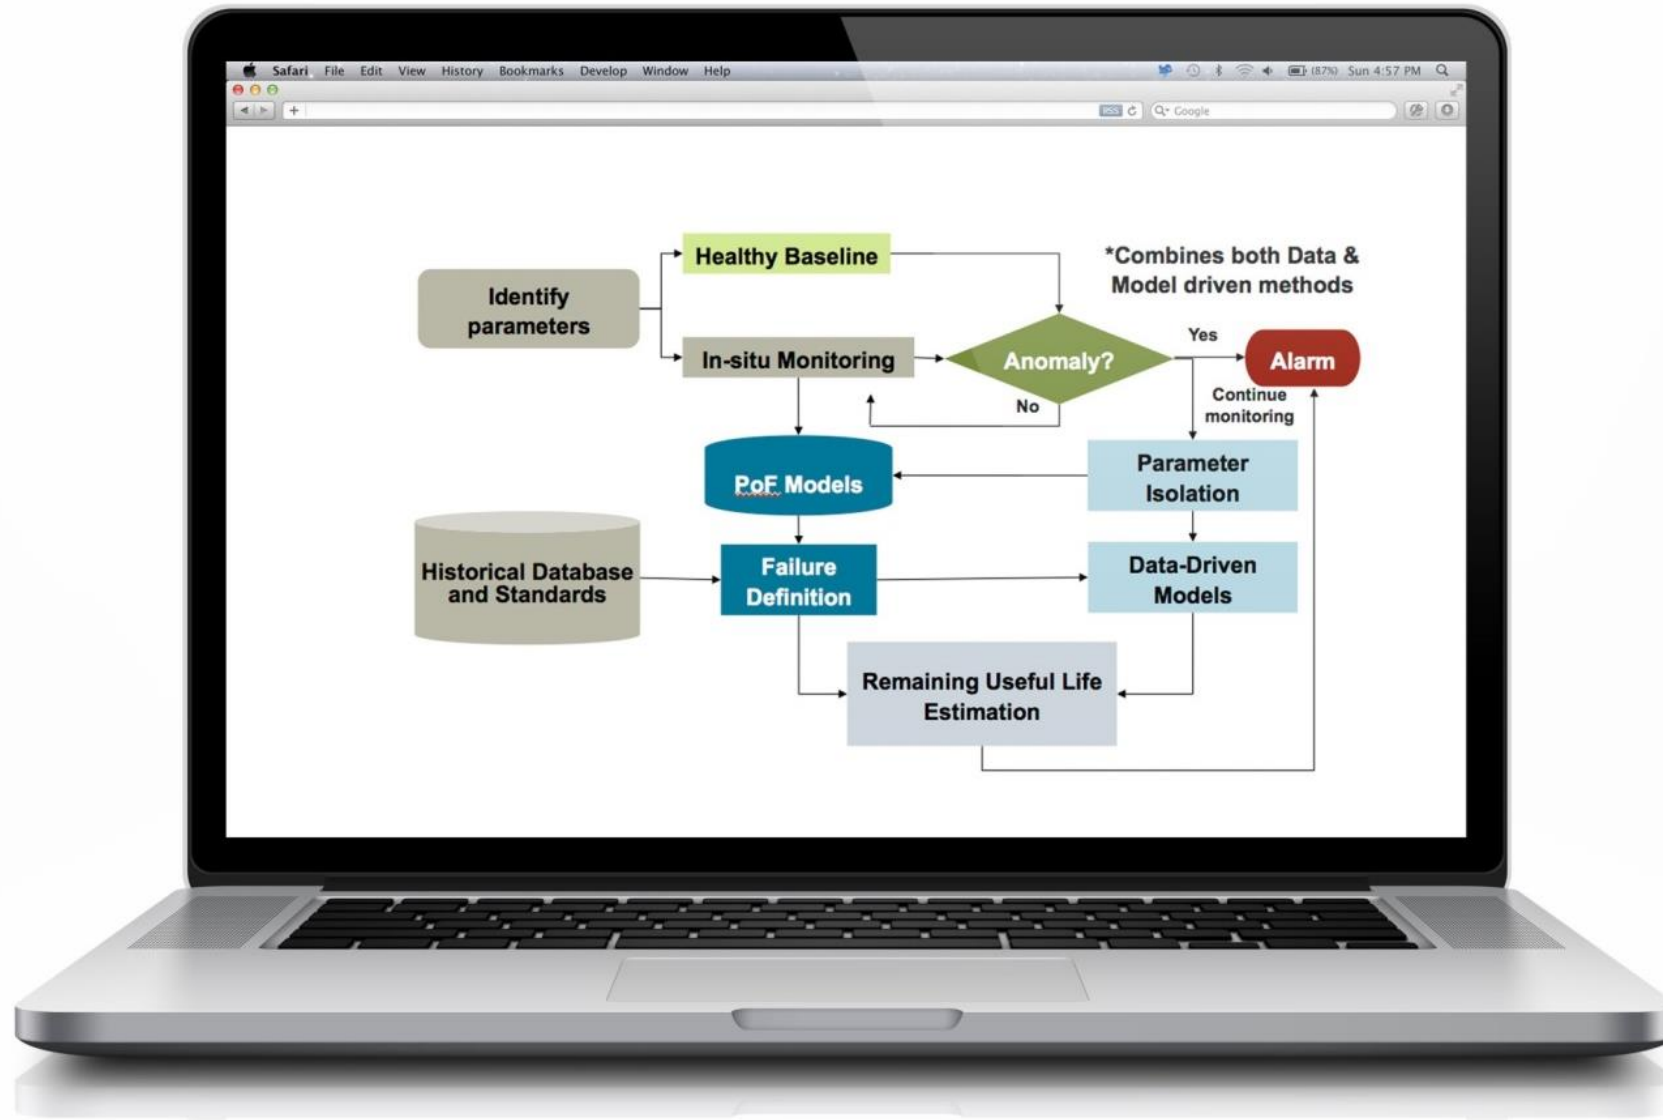 Safari File Edit View History Bookmarks Develop Window Help
(87%) Sun 4:57 PM
+
RSS
Google
Healthy Baseline
*Combines both Data &
Model driven methods
Identify
parameters
In-situ Monitoring
Anomaly?
Yes
Alarm
No
Continue
monitoring
PoF Models
Parameter
Isolation
Historical Database
and Standards
Failure
Definition
Data-Driven
Models
Remaining Useful Life
Estimation